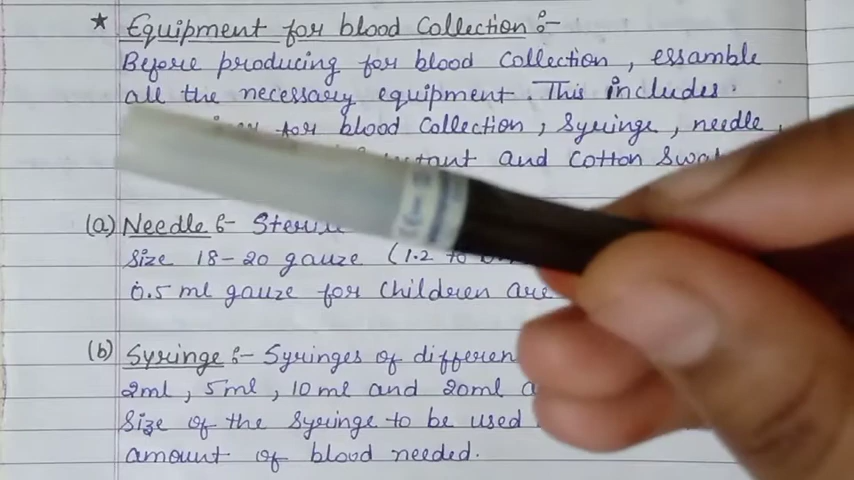 * Equipment for blood Collection :-
Before producing for blood Collection, essamble
all the necessary equipment. This includes.
for blood Collection, Syringe, needle,
and Cotton Swab
(a) Needle :- Sterile
Size 18-20 gauze (1.2 to
0.5 ml gauze for Children are
(b) Syringe :- Syringes of differen
2ml, 5ml, 10ml and 20ml a
Size of the Syringe to be used
amount of blood needed.